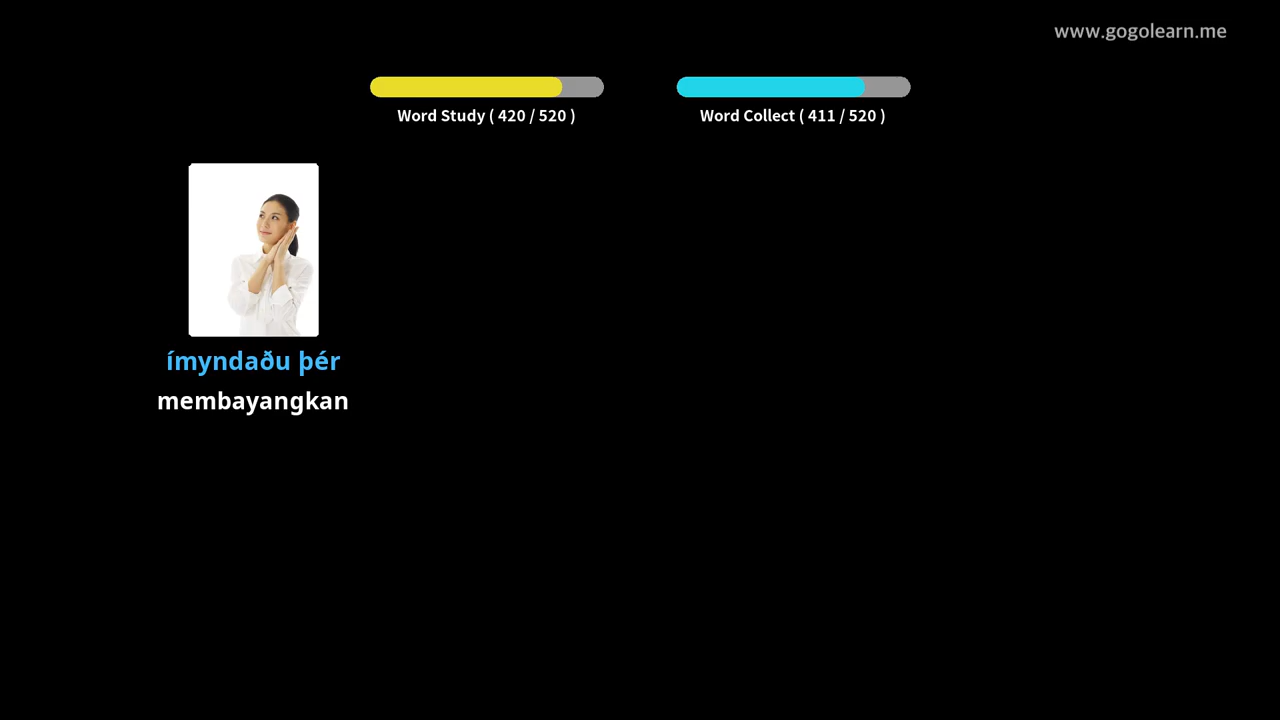 www.gogolearn.me
Word Study ( 420 / 520 )
Word Collect ( 411 / 520 )
ímyndaðu þér
membayangkan